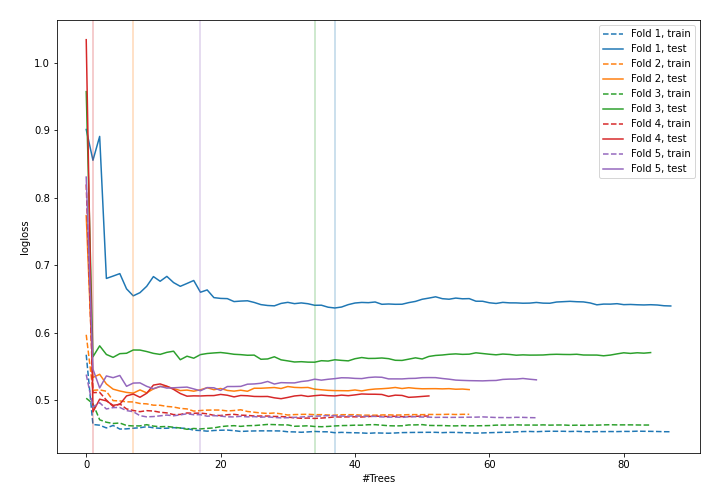 Fold 1, train
Fold 1, test
Fold 2, train
Fold 2, test
Fold 3, train
Fold 3, test
Fold 4, train
Fold 4, test
Fold 5, train
Fold 5, test
1.0
0.9
0.8
0.7
0.6
0.5
logloss
0 20 40 60 80
#Trees